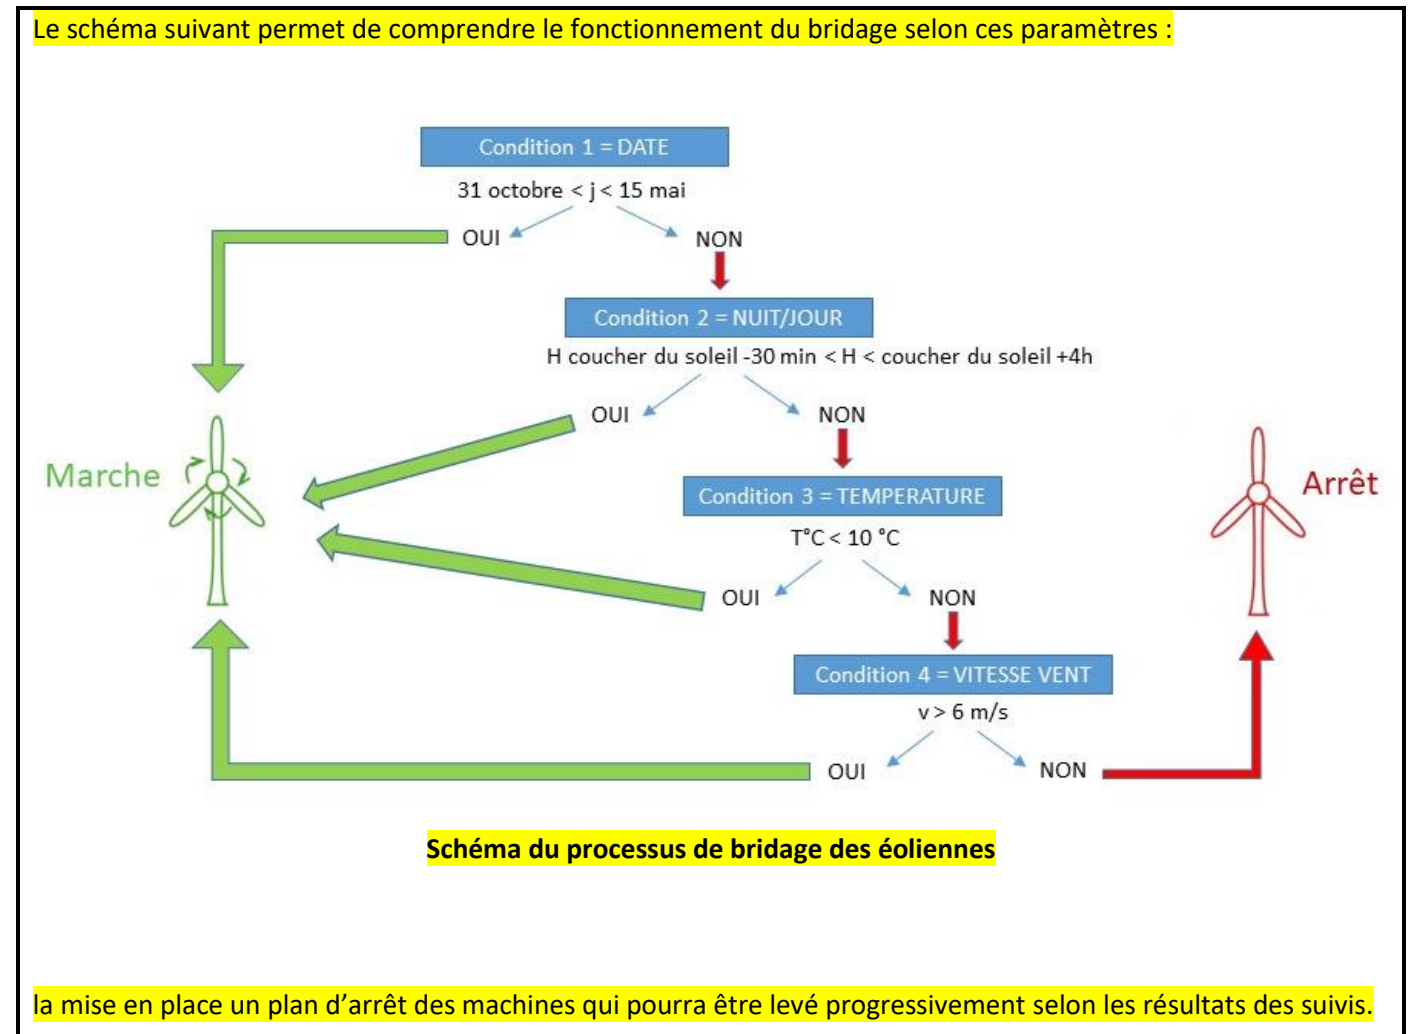 Le schéma suivant permet de comprendre le fonctionnement du bridage selon ces paramètres :
Condition 1 = DATE
31 octobre < j < 15 mai
OUI
NON
Condition 2 = NUIT/JOUR
H coucher du soleil -30 min < H < coucher du soleil +4h
OUI
NON
Marche
Arrêt
Condition 3 = TEMPERATURE
T°C < 10 °C
OUI
NON
Condition 4 = VITESSE VENT
v > 6 m/s
OUI
NON
Schéma du processus de bridage des éoliennes
la mise en place un plan d’arrêt des machines qui pourra être levé progressivement selon les résultats des suivis.